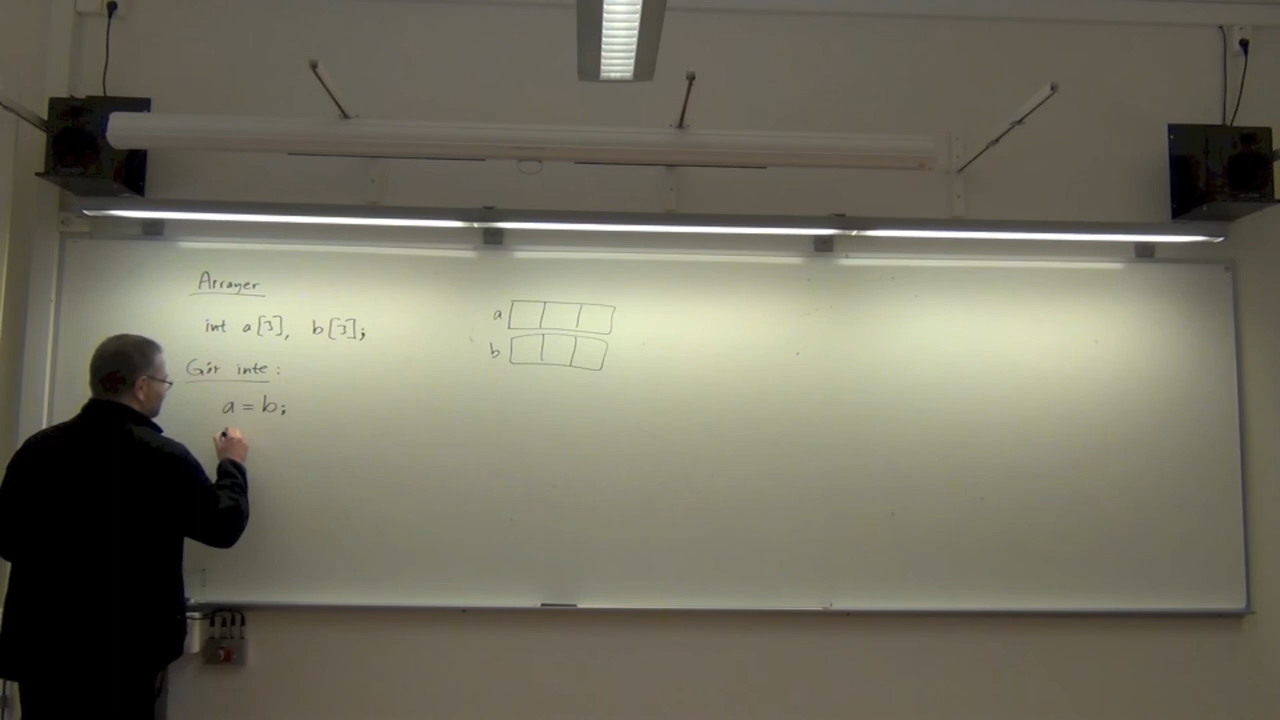 Arrayer
int a[3], b[3];
Gör inte:
a = b;
a
b